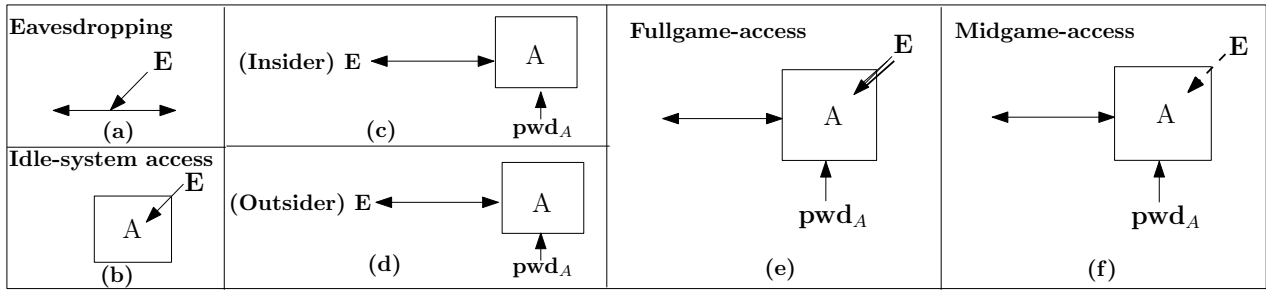 Eavesdropping
E
(a)
Idle-system access
E
A
(b)
(Insider) E
A
(c)
pwd_A
(Outsider) E
A
(d)
pwd_A
Fullgame-access
E
A
pwd_A
(e)
Midgame-access
E
A
pwd_A
(f)